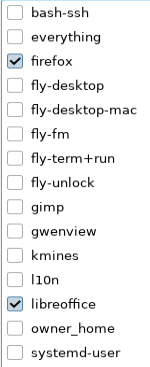 bash-ssh
everything
firefox
fly-desktop
fly-desktop-mac
fly-fm
fly-term+run
fly-unlock
gimp
gwenview
kmines
l10n
libreoffice
owner_home
systemd-user